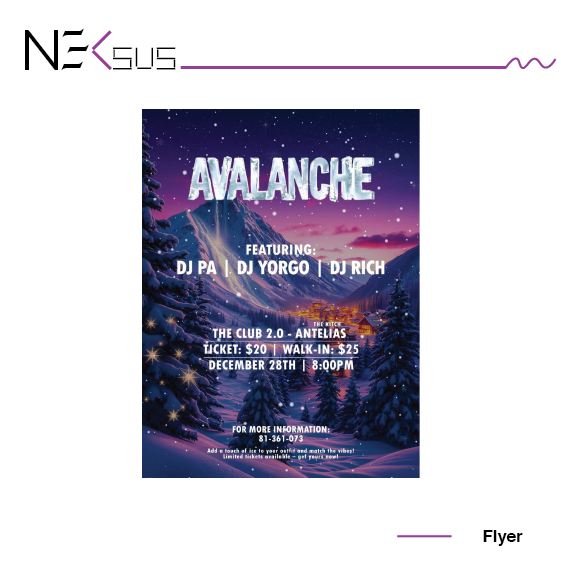 NEKsus
AVALANCHE
FEATURING:
DJ PA | DJ YORGO | DJ RICH
THE BITCH
THE CLUB 2.0 - ANTELIAS
TICKET: $20 | WALK-IN: $25
DECEMBER 28TH | 8:00PM
FOR MORE INFORMATION:
81-361-073
Add a touch of ice to your outfit and match the vibes!
Limited tickets available – get yours now!
Flyer